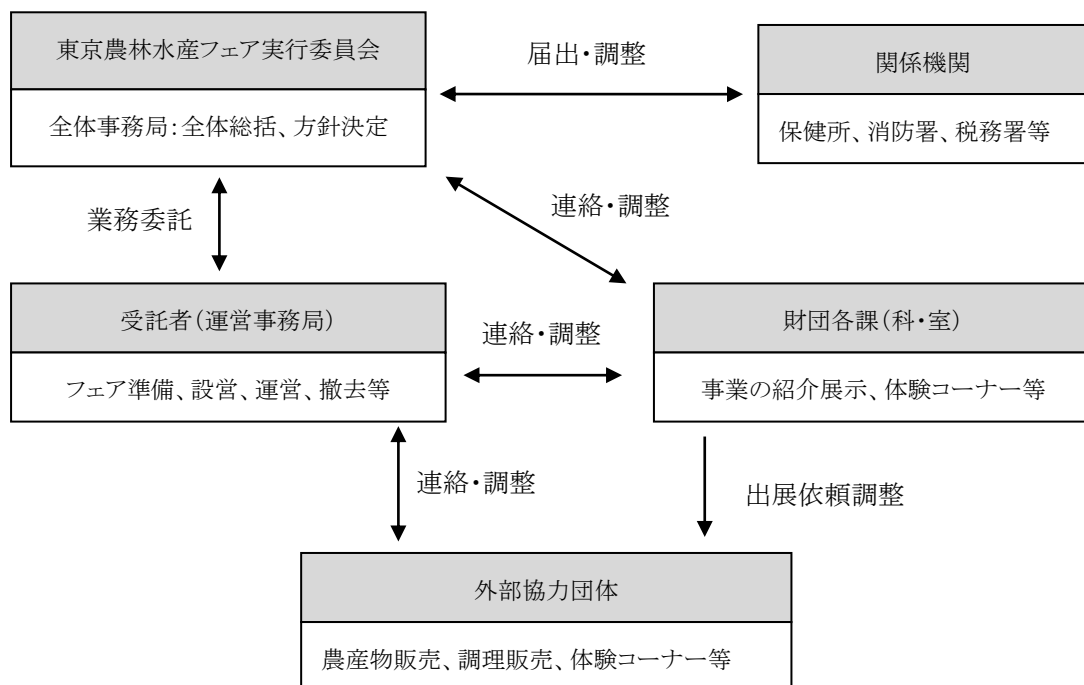 東京農林水産フェア実行委員会
全体事務局：全体総括、方針決定
届出・調整
関係機関
保健所、消防署、税務署等
業務委託
連絡・調整
受託者（運営事務局）
フェア準備、設営、運営、撤去等
連絡・調整
財団各課（科・室）
事業の紹介展示、体験コーナー等
連絡・調整
出展依頼調整
外部協力団体
農産物販売、調理販売、体験コーナー等